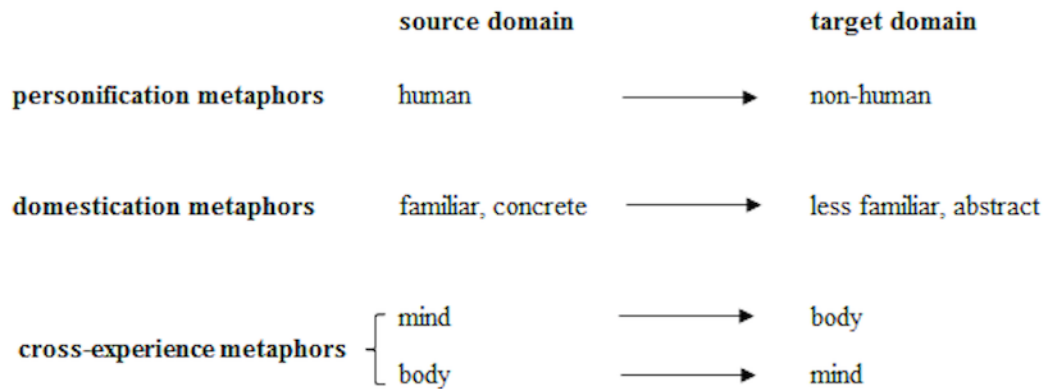 source domain target domain
personification metaphors human non-human
domestication metaphors familiar, concrete less familiar, abstract
mind body
cross-experience metaphors
body mind